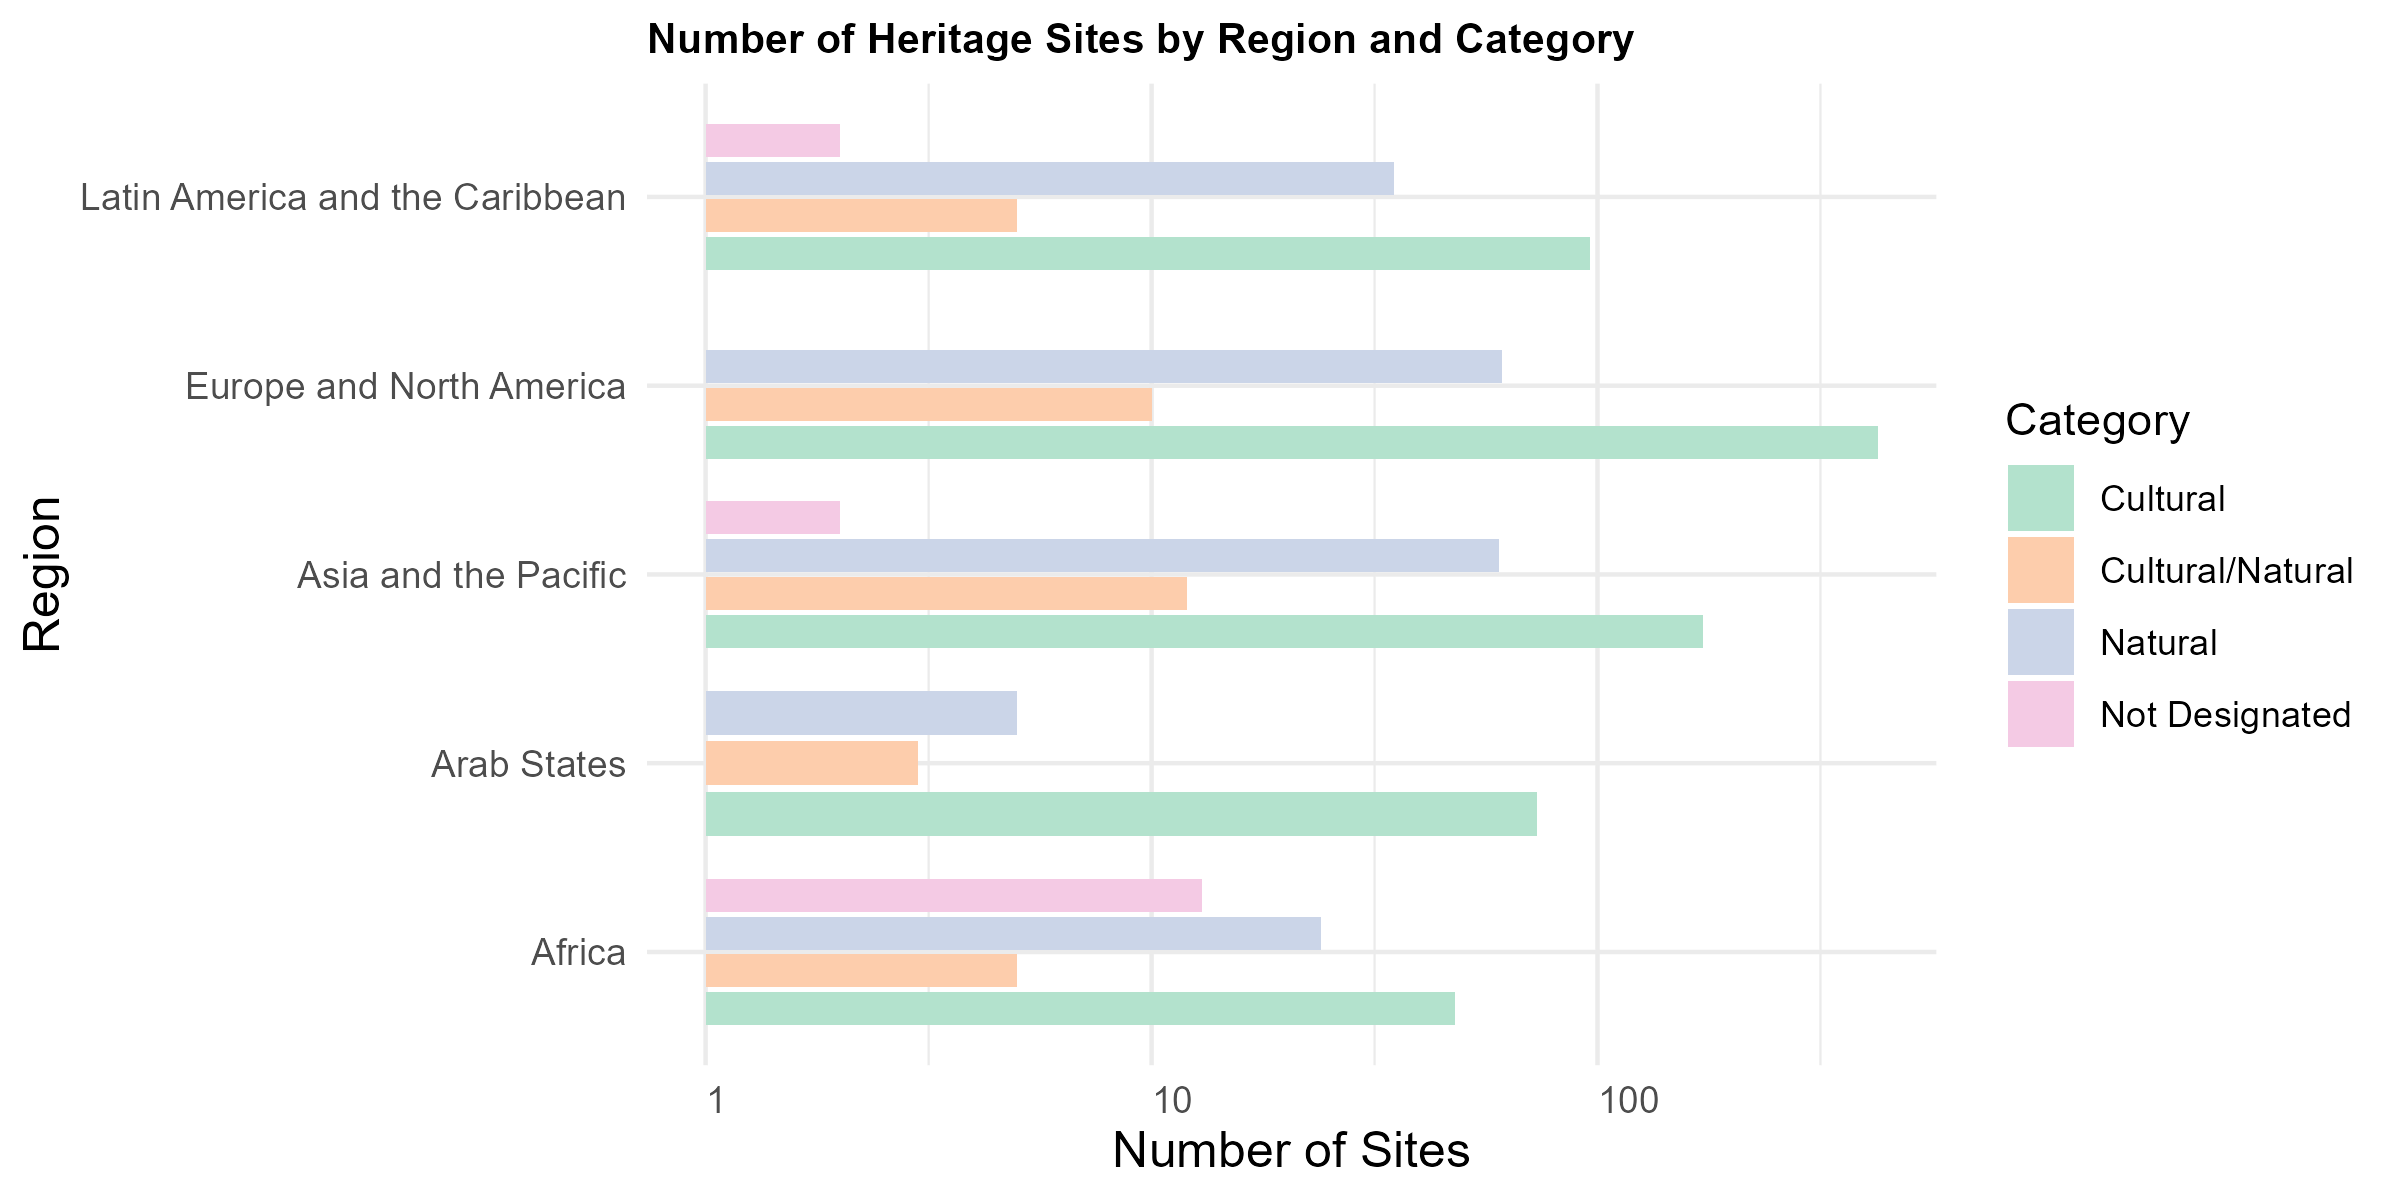 Number of Heritage Sites by Region and Category
Latin America and the Caribbean
Europe and North America
Asia and the Pacific
Arab States
Africa
Region
1
10
100
Number of Sites
Category
Cultural
Cultural/Natural
Natural
Not Designated